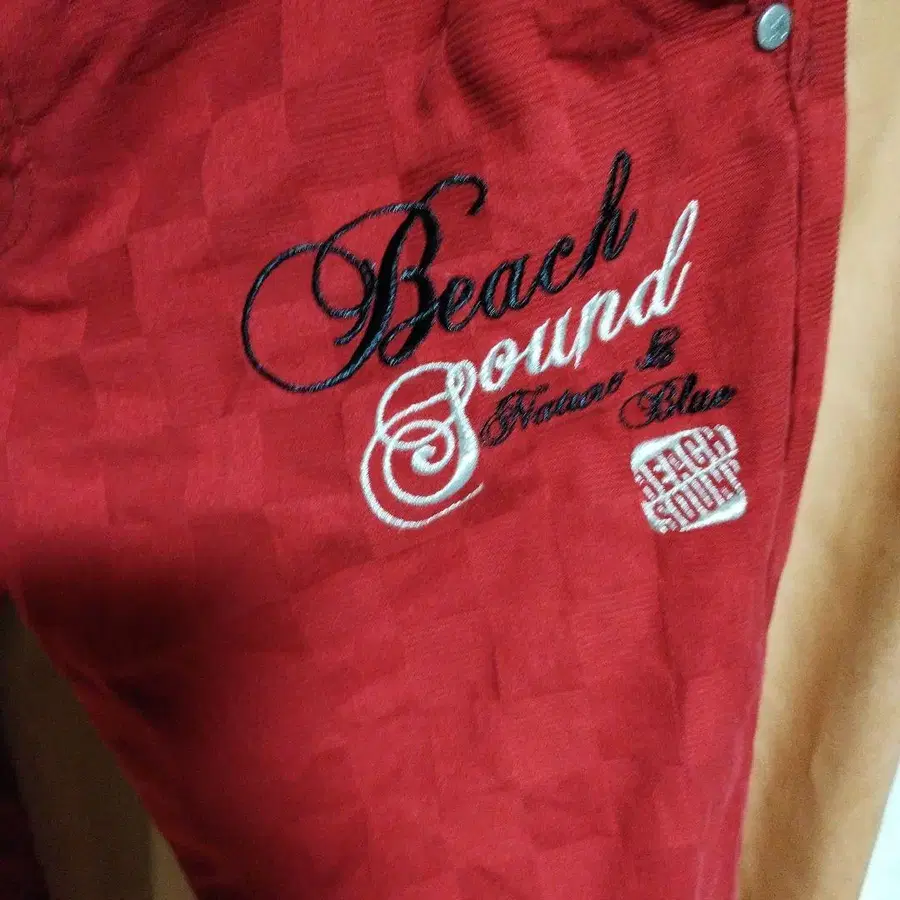 Beach
Sound
Nature &
Blue
BEACH
SOUND